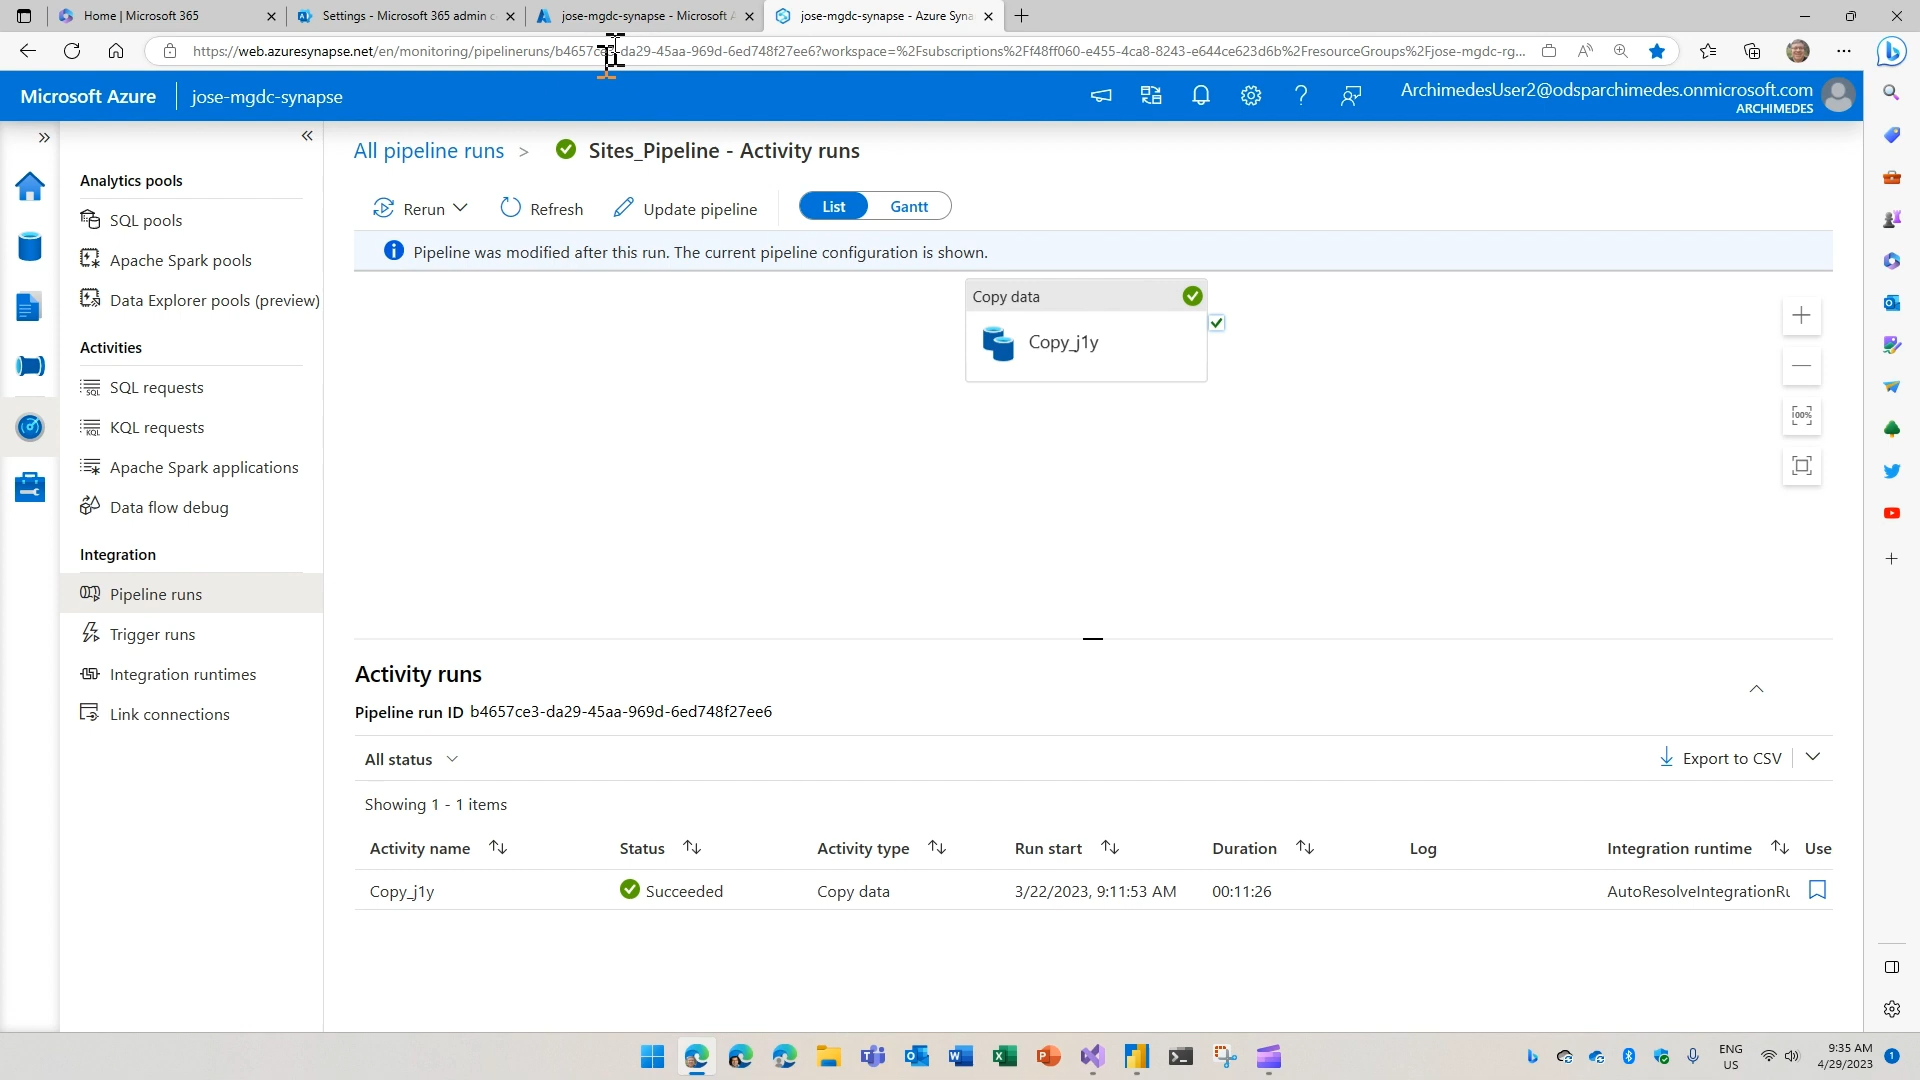 Home | Microsoft 365
Settings - Microsoft 365 admin c
jose-mgdc-synapse - Microsoft A
jose-mgdc-synapse - Azure Syna
https://web.azuresynapse.net/en/monitoring/pipelineruns/b4657ce3-da29-45aa-969d-6ed748f27ee6?workspace=%2Fsubscriptions%2Ff48ff060-e455-4ca8-8243-e644ce623d6b%2FresourceGroups%2Fjose-mgdc-rg...
Microsoft Azure
jose-mgdc-synapse
ArchimedesUser2@odsparchimedes.onmicrosoft.com
ARCHIMEDES
All pipeline runs >
Sites_Pipeline - Activity runs
Rerun
Refresh
Update pipeline
List
Gantt
Pipeline was modified after this run. The current pipeline configuration is shown.
Analytics pools
SQL pools
Apache Spark pools
Data Explorer pools (preview)
Activities
SQL requests
KQL requests
Apache Spark applications
Data flow debug
Integration
Pipeline runs
Trigger runs
Integration runtimes
Link connections
Copy data
Copy_j1y
100%
Activity runs
Pipeline run ID b4657ce3-da29-45aa-969d-6ed748f27ee6
All status
Export to CSV
Showing 1 - 1 items
Activity name
Status
Activity type
Run start
Duration
Log
Integration runtime
Use
Copy_j1y
Succeeded
Copy data
3/22/2023, 9:11:53 AM
00:11:26
AutoResolveIntegrationRu
ENG
US
9:35 AM
4/29/2023
1